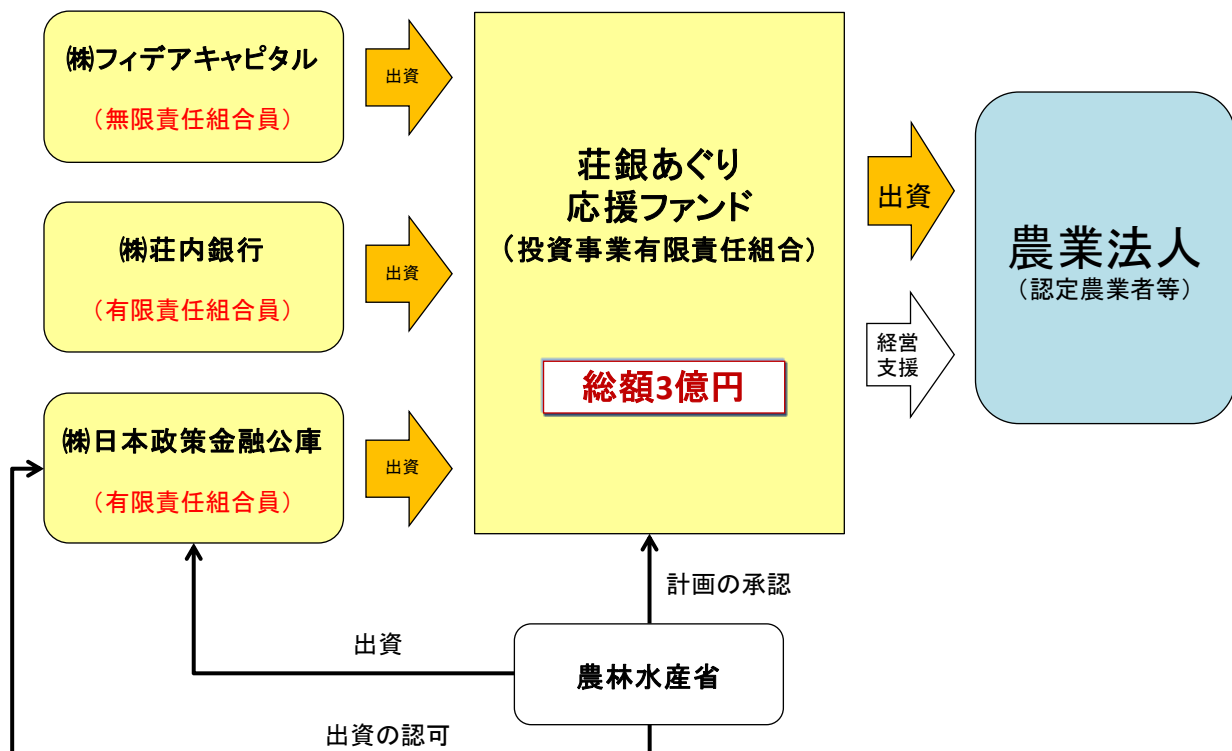 ㈱フィデアキャピタル
（無限責任組合員）
出資
㈱荘内銀行
（有限責任組合員）
出資
㈱日本政策金融公庫
（有限責任組合員）
出資
荘銀あぐり
応援ファンド
（投資事業有限責任組合）
総額3億円
出資
経営
支援
農業法人
（認定農業者等）
計画の承認
出資
農林水産省
出資の認可